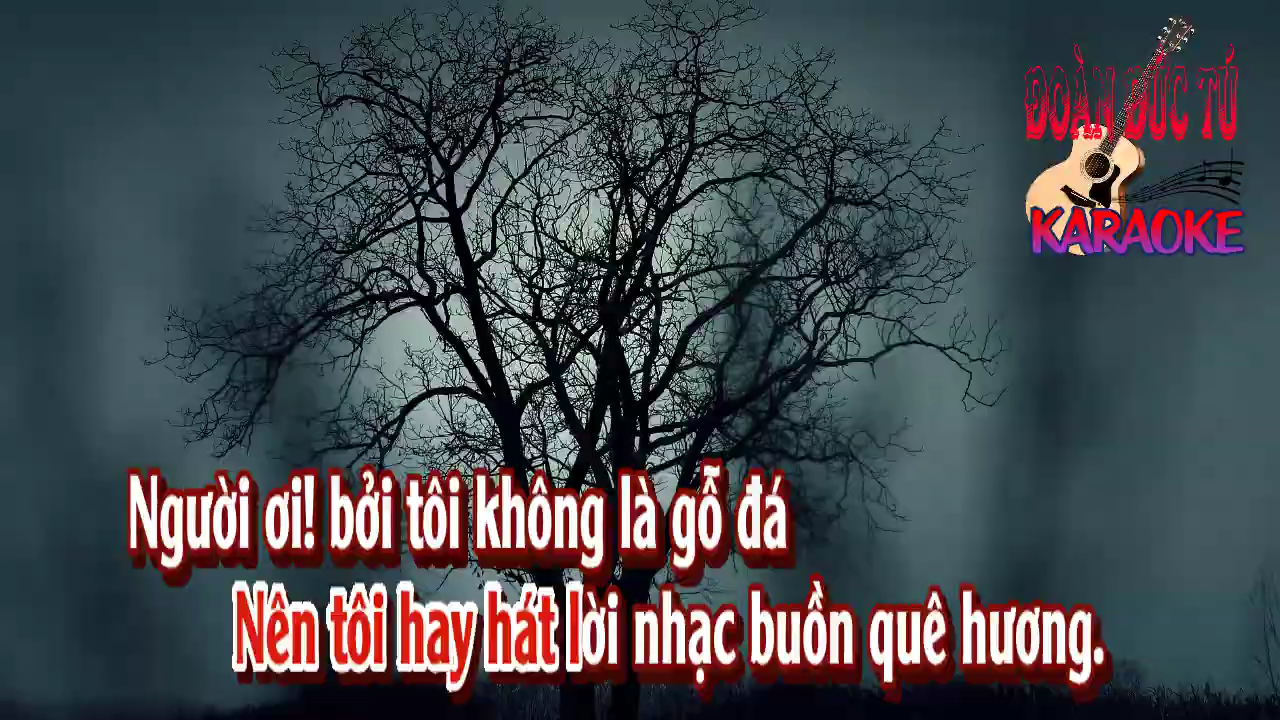 ĐOÀN ĐỨC TÚ
KARAOKE
Người ơi! bởi tôi không là gỗ đá
Nên tôi hay hát lời nhạc buồn quê hương.